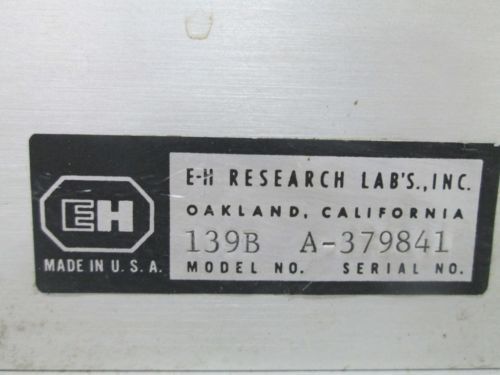 E-H RESEARCH LAB'S.,INC.
OAKLAND, CALIFORNIA
139B A-379841
MODEL NO. SERIAL NO.
EH
MADE IN U.S.A.